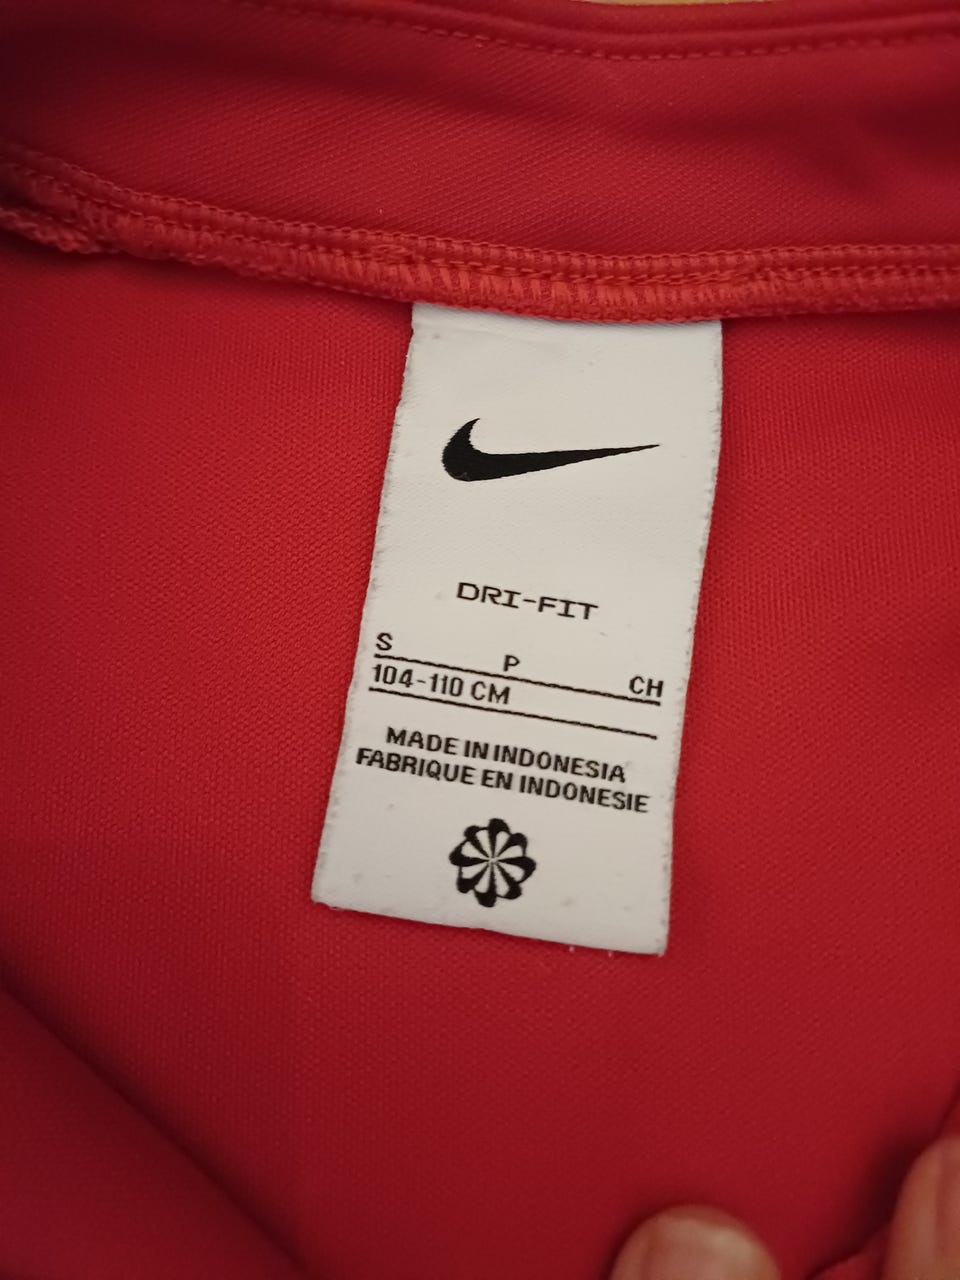 DRI-FIT
S P CH
104-110 CM
MADE IN INDONESIA
FABRIQUE EN INDONESIE